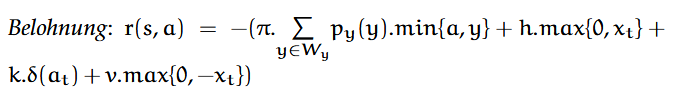 Belohnung: r(s, a) = −(π. ∑ p_y(y).min{a, y} + h.max{0, x_t} +
y∈W_y
k.δ(a_t) + v.max{0, −x_t})